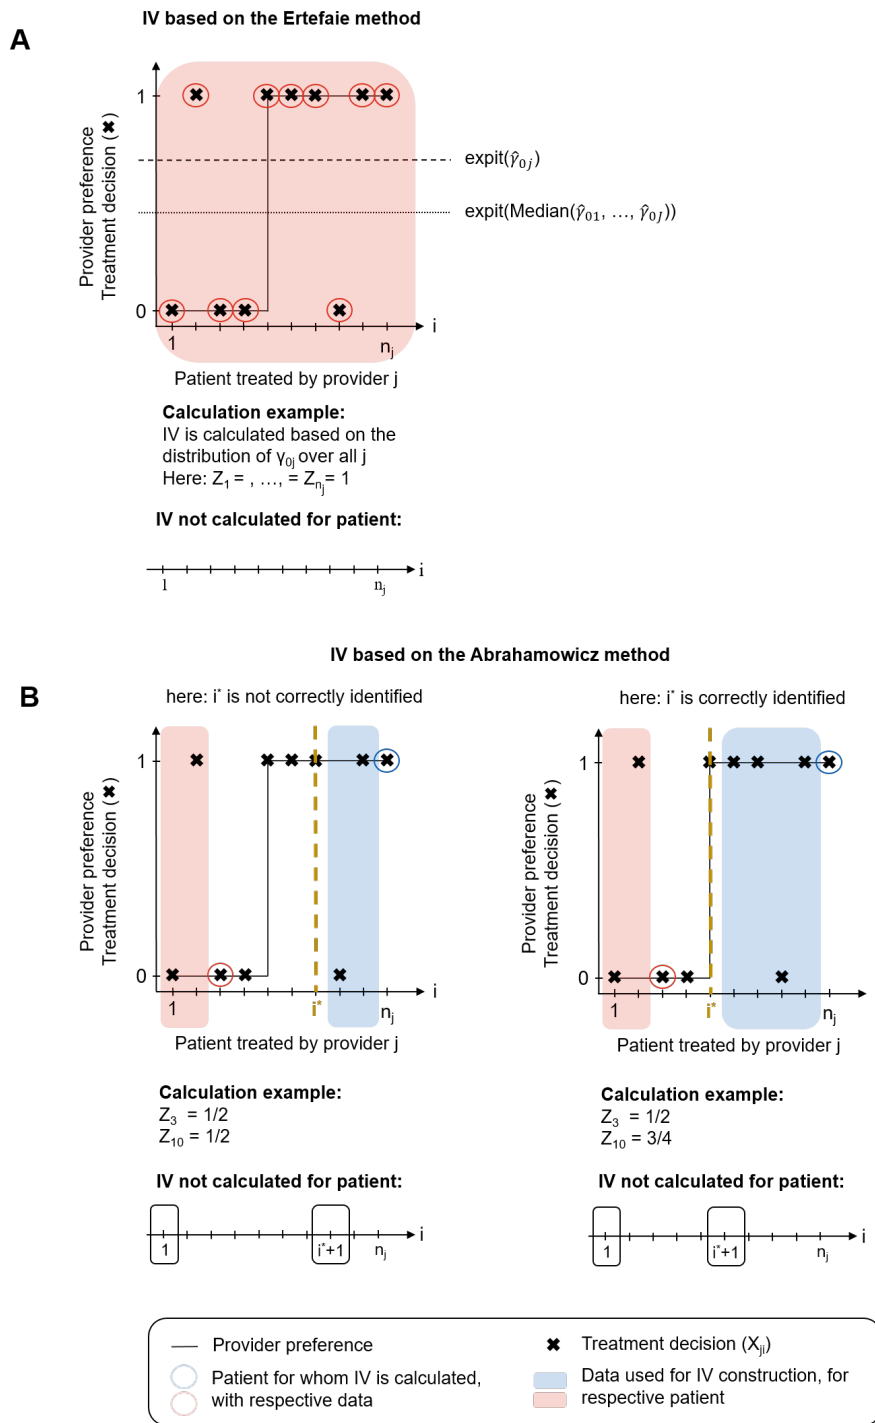 IV based on the Ertefaie method
A
1
0
Provider preference
Treatment decision (✖)
expit(γ̂₀ⱼ)
expit(Median(γ̂₀₁, …, γ̂₀J))
1
nⱼ
i
Patient treated by provider j
Calculation example:
IV is calculated based on the
distribution of γ₀ⱼ over all j
Here: Z₁ = , …, = Zₙⱼ= 1
IV not calculated for patient:
1
nⱼ
i
IV based on the Abrahamowicz method
B
here: i* is not correctly identified
1
0
Provider preference
Treatment decision (✖)
1
i*
nⱼ
i
Patient treated by provider j
Calculation example:
Z₃ = 1/2
Z₁₀ = 1/2
IV not calculated for patient:
1
i*+1
nⱼ
i
here: i* is correctly identified
1
0
Provider preference
Treatment decision (✖)
1
i*
nⱼ
i
Patient treated by provider j
Calculation example:
Z₃ = 1/2
Z₁₀ = 3/4
IV not calculated for patient:
1
i*+1
nⱼ
i
Provider preference
Treatment decision (Xⱼᵢ)
Patient for whom IV is calculated,
with respective data
Data used for IV construction, for
respective patient